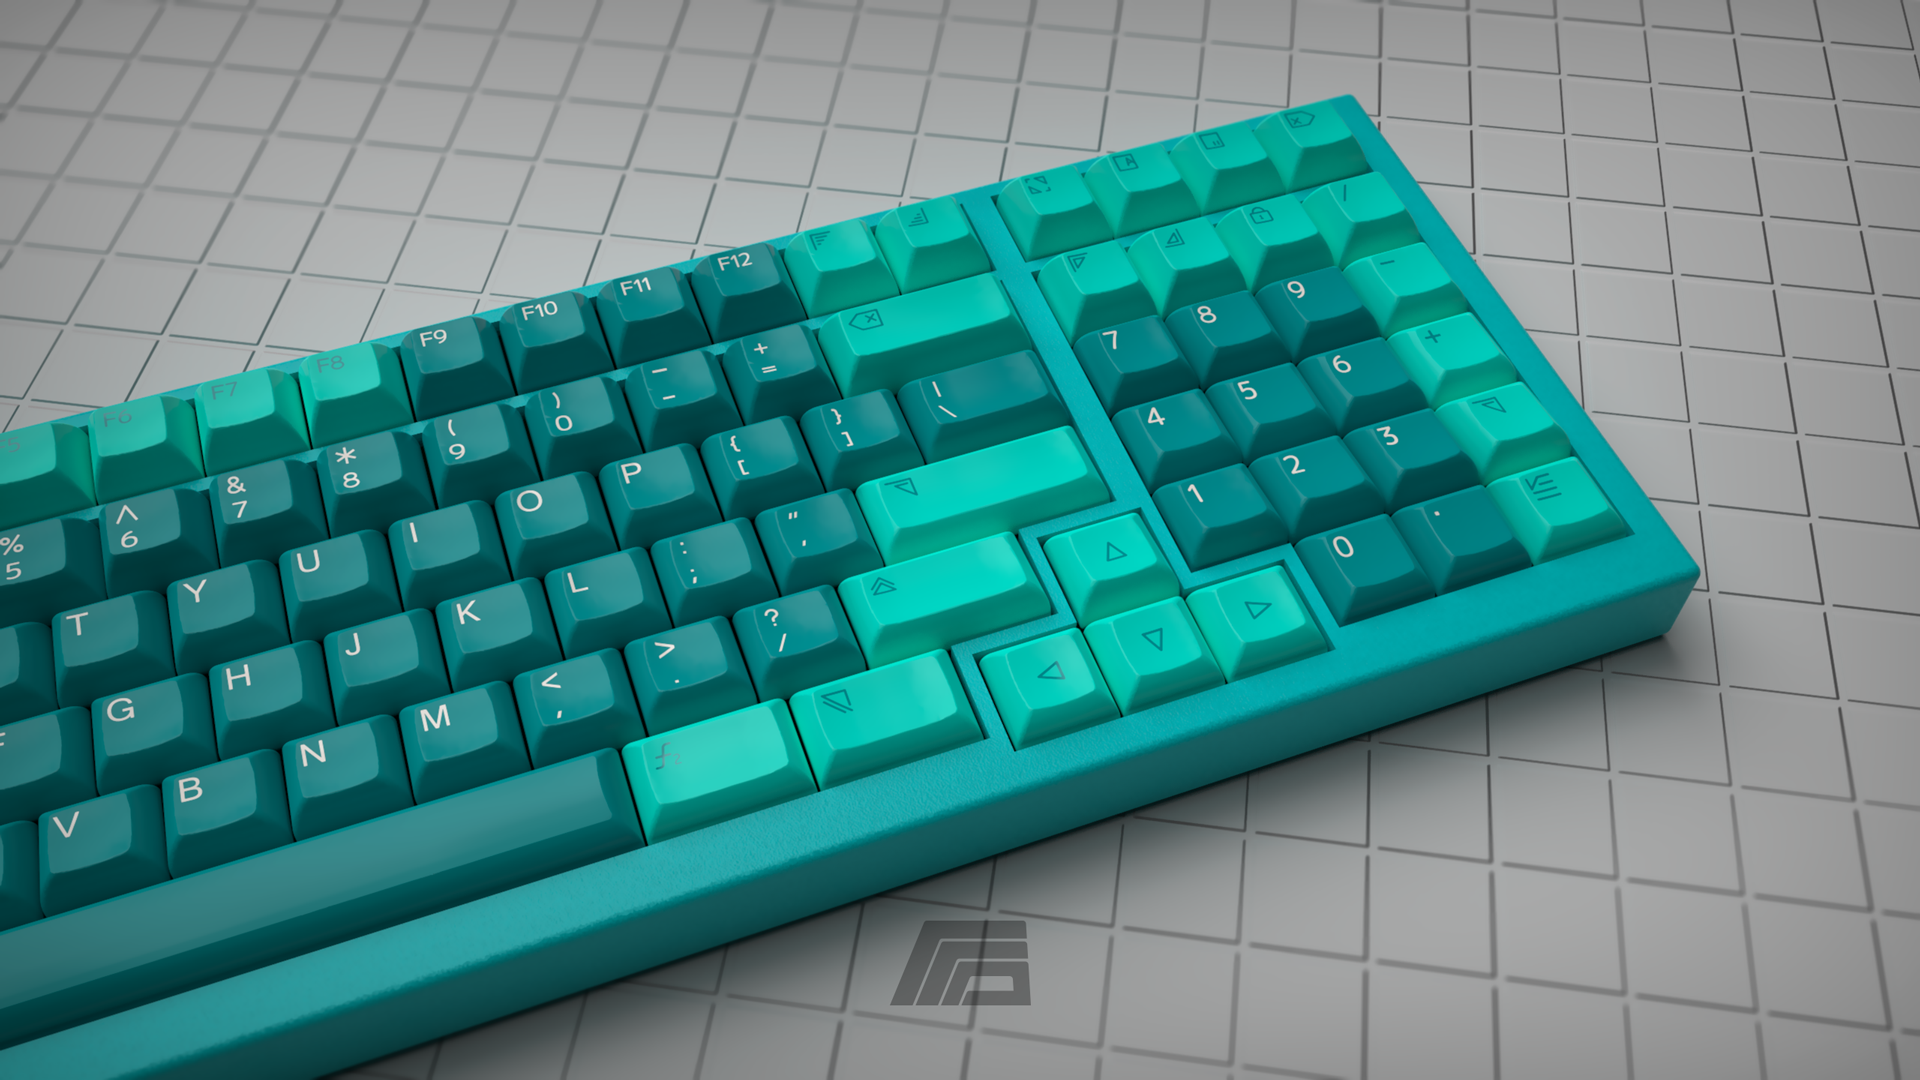 F5 F6 F7 F8 F9 F10 F11 F12
% 5
^ 6
& 7
* 8
( 9
) 0
_ -
+ =
T Y U I O P
{ [
} ]
| \
F G H J K L
: ;
" '
V B N M
< ,
> .
? /
/
7 8 9 -
4 5 6 +
1 2 3
0 .